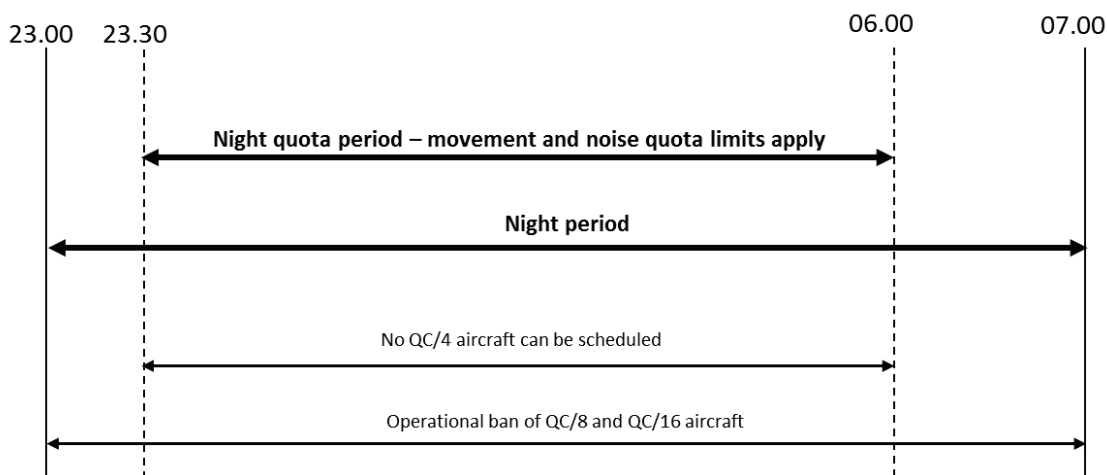 23.00 23.30 06.00 07.00
Night quota period – movement and noise quota limits apply
Night period
No QC/4 aircraft can be scheduled
Operational ban of QC/8 and QC/16 aircraft